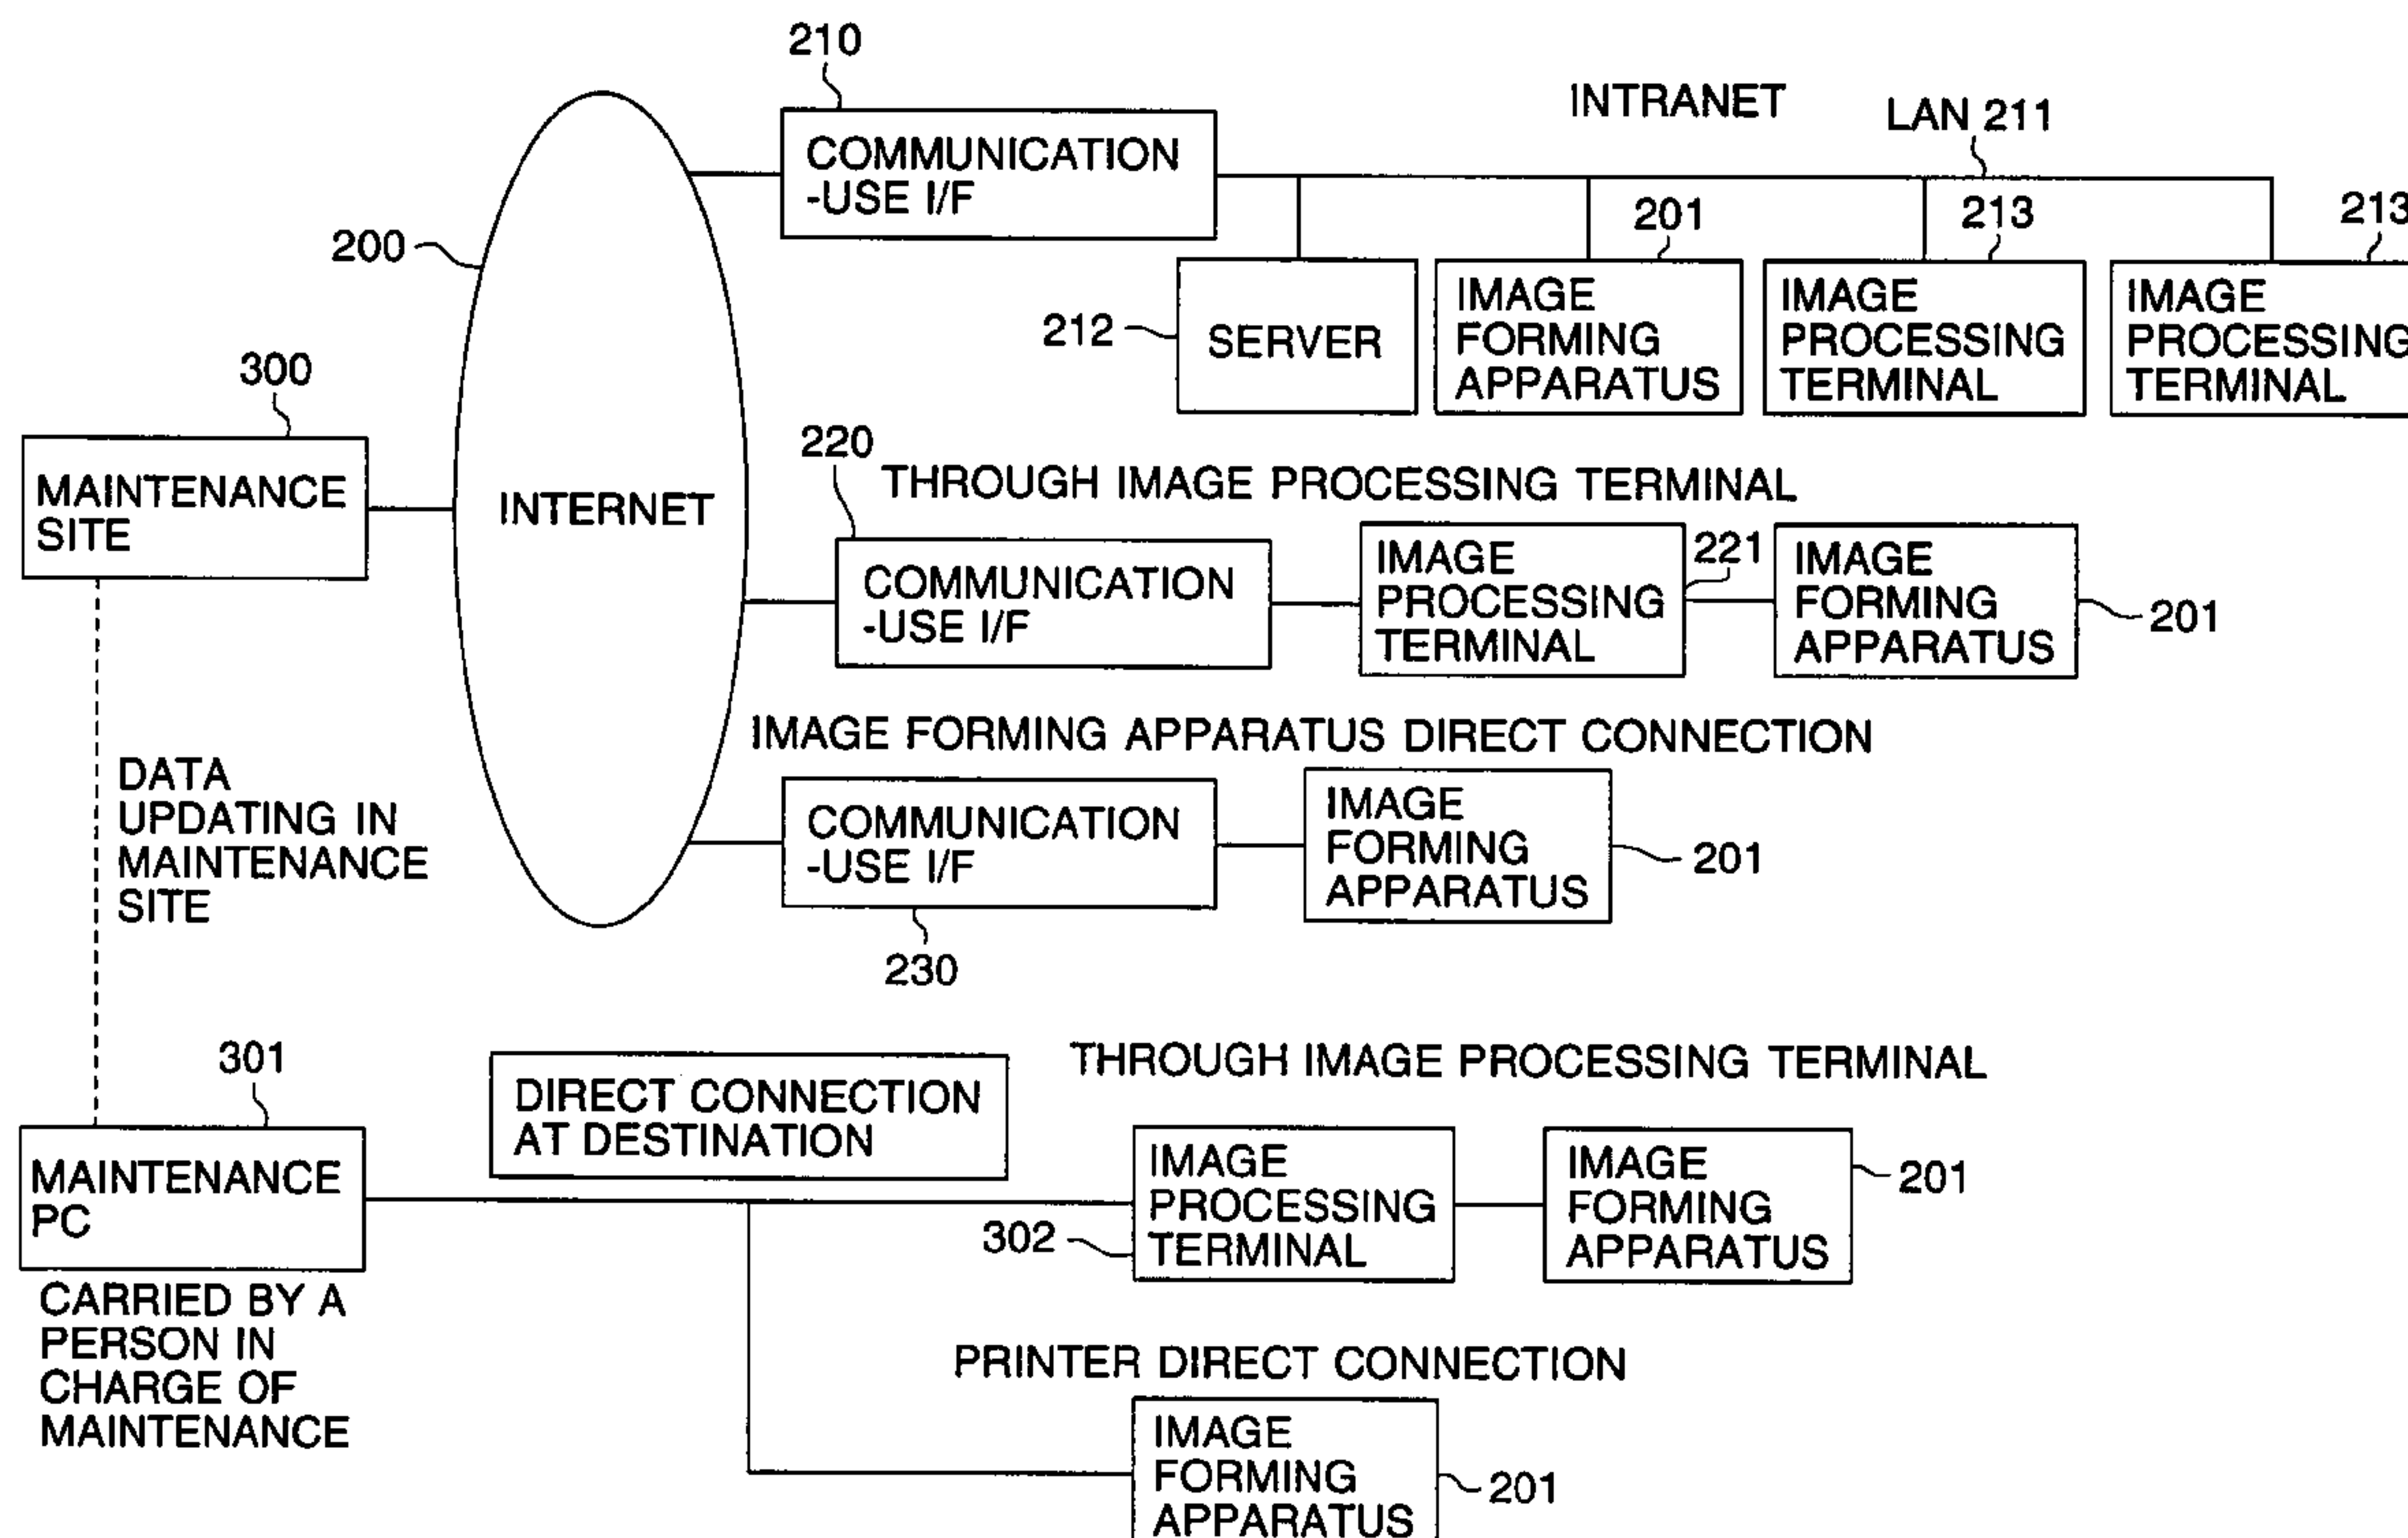 210
INTRANET
LAN 211
COMMUNICATION
-USE I/F
200
201
213
213
212
SERVER
IMAGE
FORMING
APPARATUS
IMAGE
PROCESSING
TERMINAL
IMAGE
PROCESSING
TERMINAL
300
MAINTENANCE
SITE
INTERNET
220
THROUGH IMAGE PROCESSING TERMINAL
COMMUNICATION
-USE I/F
IMAGE
PROCESSING
TERMINAL
221
IMAGE
FORMING
APPARATUS
201
IMAGE FORMING APPARATUS DIRECT CONNECTION
COMMUNICATION
-USE I/F
230
IMAGE
FORMING
APPARATUS
201
DATA
UPDATING IN
MAINTENANCE
SITE
301
MAINTENANCE
PC
CARRIED BY A
PERSON IN
CHARGE OF
MAINTENANCE
DIRECT CONNECTION
AT DESTINATION
THROUGH IMAGE PROCESSING TERMINAL
302
IMAGE
PROCESSING
TERMINAL
IMAGE
FORMING
APPARATUS
201
PRINTER DIRECT CONNECTION
IMAGE
FORMING
APPARATUS
201